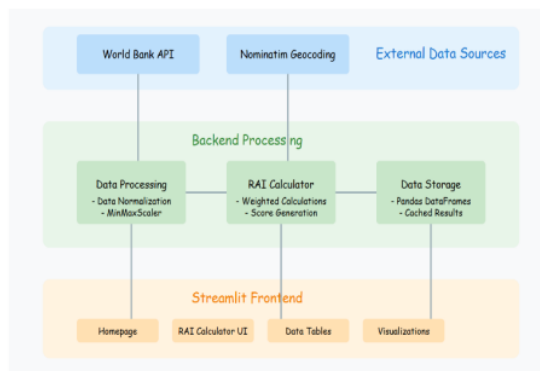 World Bank API
Nominatim Geocoding
External Data Sources
Backend Processing
Data Processing
- Data Normalization
- MinMaxScaler
RAI Calculator
- Weighted Calculations
- Score Generation
Data Storage
- Pandas DataFrames
- Cached Results
Streamlit Frontend
Homepage
RAI Calculator UI
Data Tables
Visualizations